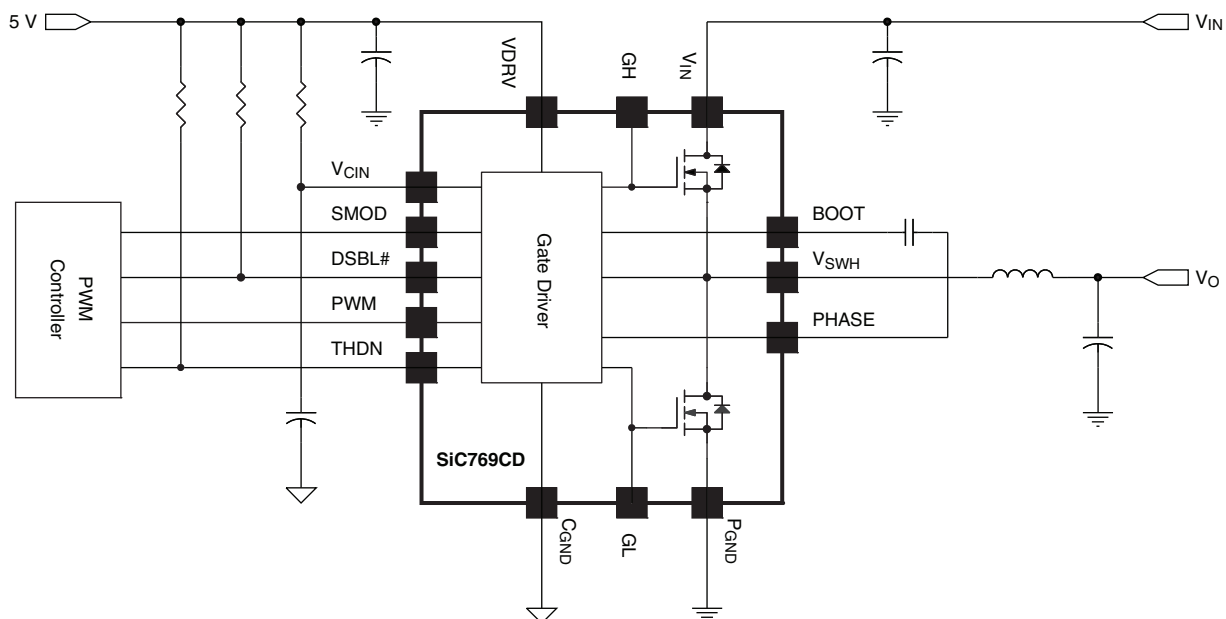 5 V
VDRV
GH
VIN
VIN
VCIN
SMOD
DSBL#
PWM
THDN
PWM
Controller
Gate Driver
BOOT
VSWH
PHASE
VO
SiC769CD
CGND
GL
PGND